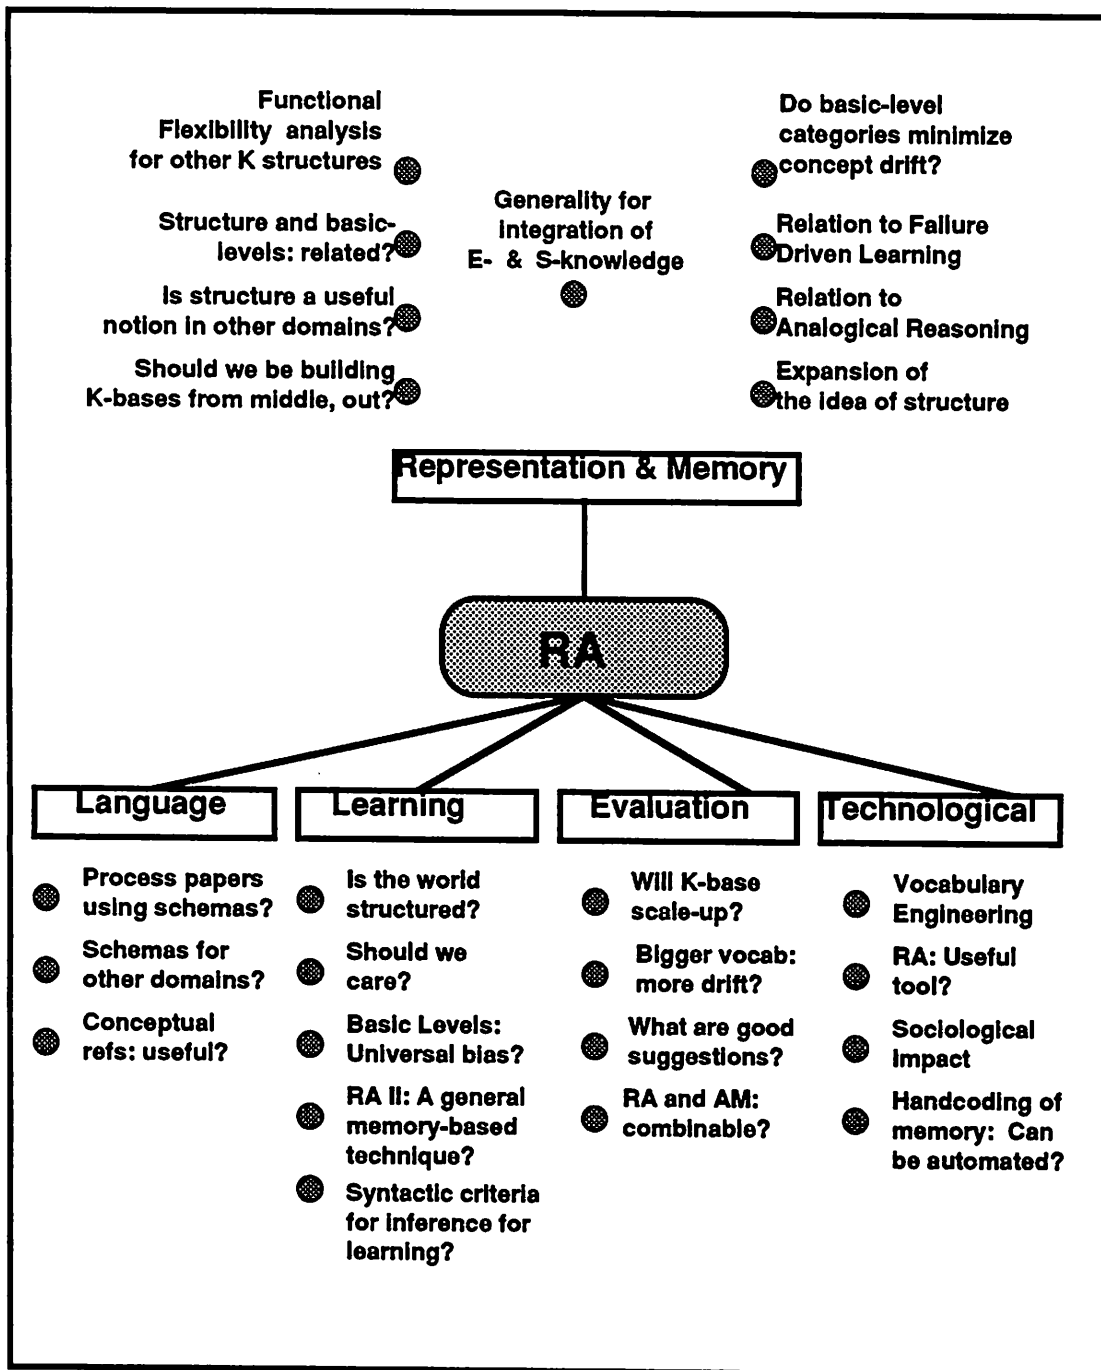 Functional
Flexibility analysis
for other K structures
Structure and basic-
levels: related?
Is structure a useful
notion in other domains?
Should we be building
K-bases from middle, out?
Generality for
integration of
E- & S-knowledge
Do basic-level
categories minimize
concept drift?
Relation to Failure
Driven Learning
Relation to
Analogical Reasoning
Expansion of
the idea of structure
Representation & Memory
RA
Language
Process papers
using schemas?
Schemas for
other domains?
Conceptual
refs: useful?
Learning
Is the world
structured?
Should we
care?
Basic Levels:
Universal bias?
RA II: A general
memory-based
technique?
Syntactic criteria
for inference for
learning?
Evaluation
Will K-base
scale-up?
Bigger vocab:
more drift?
What are good
suggestions?
RA and AM:
combinable?
Technological
Vocabulary
Engineering
RA: Useful
tool?
Sociological
Impact
Handcoding of
memory: Can
be automated?